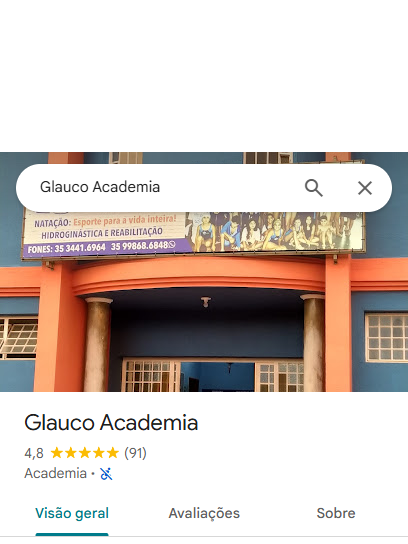 Glauco Academia
NATAÇÃO: Esporte para a vida inteira!
HIDROGINÁSTICA E REABILITAÇÃO
FONES: 35 3441.6964 35 99868.6848
Glauco Academia
4,8 (91)
Academia ·
Visão geral Avaliações Sobre